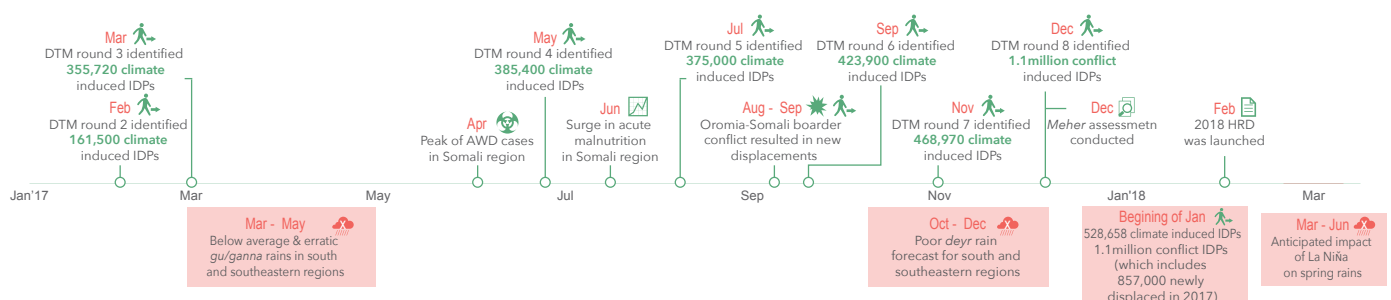 Mar
DTM round 3 identified
355,720 climate
induced IDPs
Feb
DTM round 2 identified
161,500 climate
induced IDPs
Apr
Peak of AWD cases
in Somali region
May
DTM round 4 identified
385,400 climate
induced IDPs
Jun
Surge in acute
malnutrition
in Somali region
Jul
DTM round 5 identified
375,000 climate
induced IDPs
Aug - Sep
Oromia-Somali boarder
conflict resulted in new
displacements
Sep
DTM round 6 identified
423,900 climate
induced IDPs
Nov
DTM round 7 identified
468,970 climate
induced IDPs
Dec
DTM round 8 identified
1.1million conflict
induced IDPs
Dec
Meher assessmetn
conducted
Feb
2018 HRD
was launched
Jan'17
Mar
May
Jul
Sep
Nov
Jan'18
Mar
Mar - May
Below average & erratic
gu/ganna rains in south
and southeastern regions
Oct - Dec
Poor deyr rain
forecast for south and
southeastern regions
Begining of Jan
528,658 climate induced IDPs
1.1million conflict IDPs
(which includes
857,000 newly
displaced in 2017)
Mar - Jun
Anticipated impact
of La Niña
on spring rains